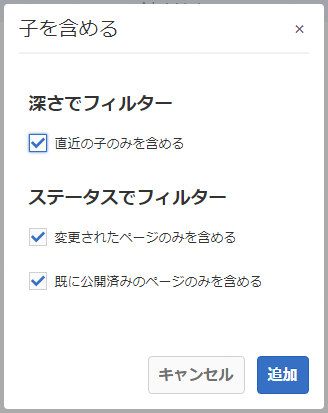 子を含める
×
深さでフィルター
直近の子のみを含める
ステータスでフィルター
変更されたページのみを含める
既に公開済みのページのみを含める
キャンセル
追加